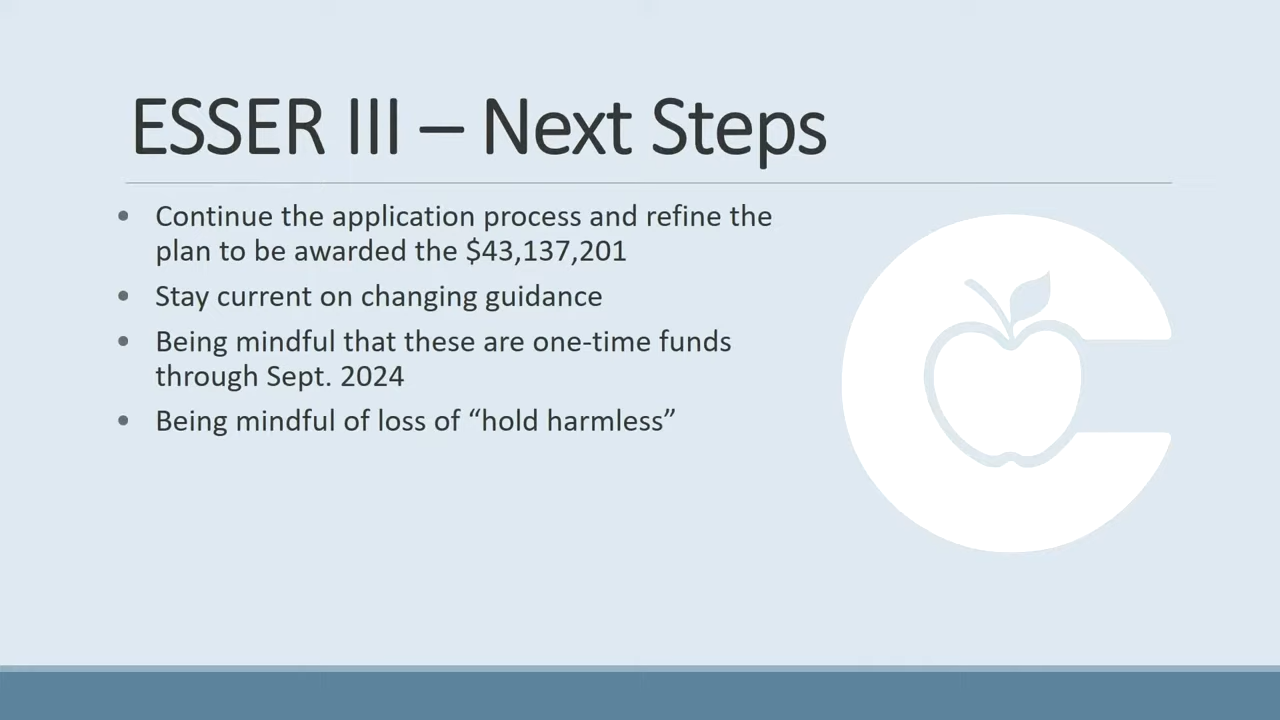 ESSER III – Next Steps
• Continue the application process and refine the
plan to be awarded the $43,137,201
• Stay current on changing guidance
• Being mindful that these are one-time funds
through Sept. 2024
• Being mindful of loss of “hold harmless”